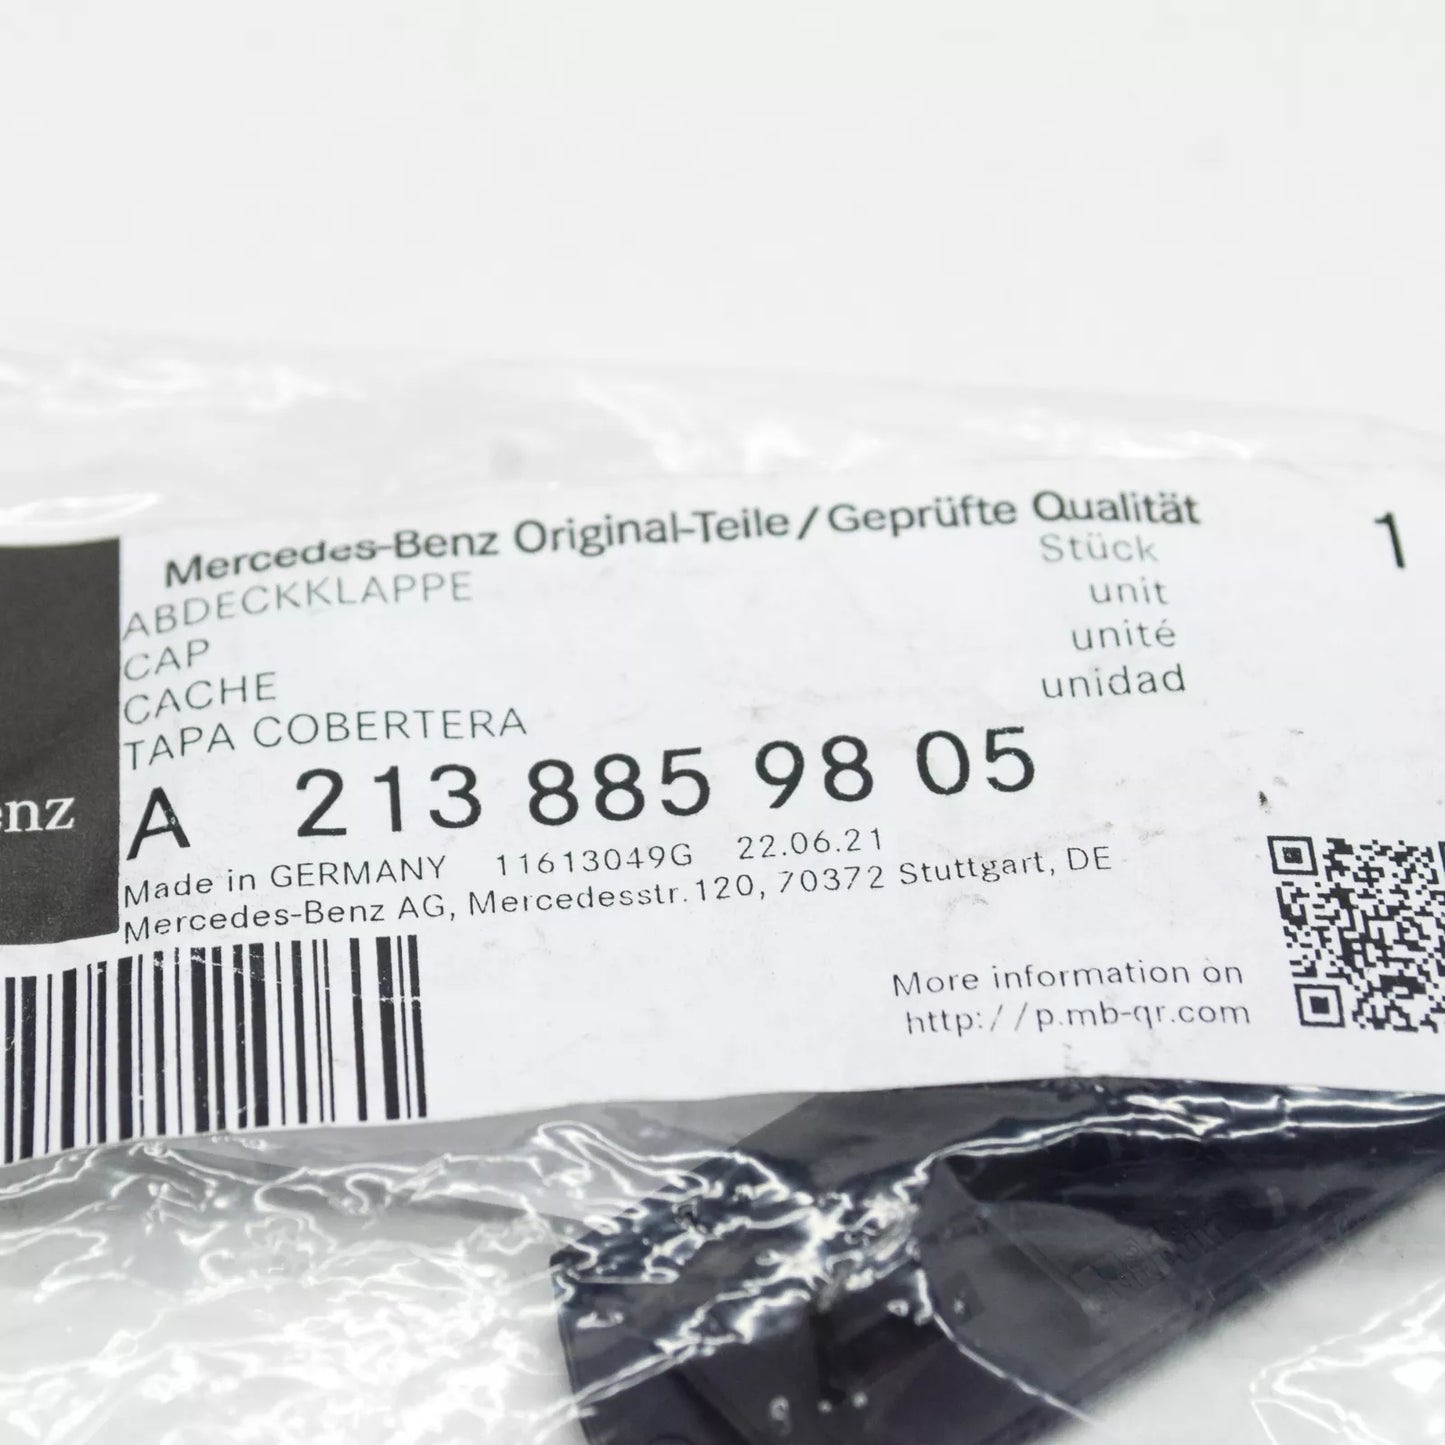 Mercedes-Benz Original-Teile/Geprüfte Qualität
ABDECKKLAPPE
CAP
CACHE
TAPA COBERTERA
Stück 1
unit
unité
unidad
A 213 885 98 05
enz
Made in GERMANY 11613049G 22.06.21
Mercedes-Benz AG, Mercedesstr. 120, 70372 Stuttgart, DE
More information on
http://p.mb-qr.com